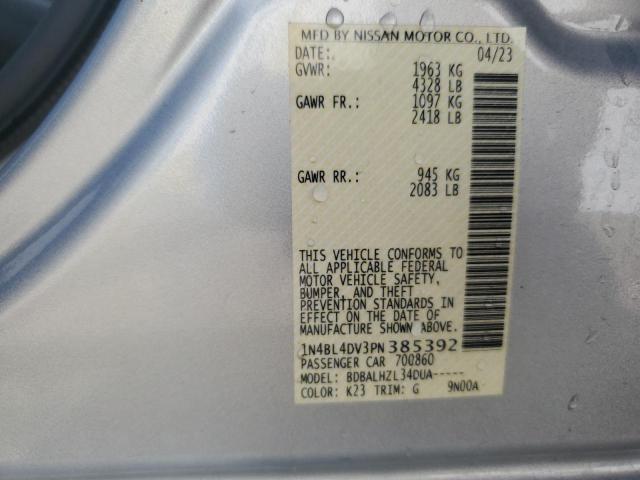 MFD BY NISSAN MOTOR CO., LTD.
DATE: 04/23
GVWR: 1963 KG
4328 LB
GAWR FR.: 1097 KG
2418 LB
GAWR RR.: 945 KG
2083 LB
THIS VEHICLE CONFORMS TO
ALL APPLICABLE FEDERAL
MOTOR VEHICLE SAFETY,
BUMPER, AND THEFT
PREVENTION STANDARDS IN
EFFECT ON THE DATE OF
MANUFACTURE SHOWN ABOVE.
1N4BL4DV3PN385392
PASSENGER CAR 700860
MODEL: BDBALHZL34DUA-----
COLOR: K23 TRIM: G 9N00A